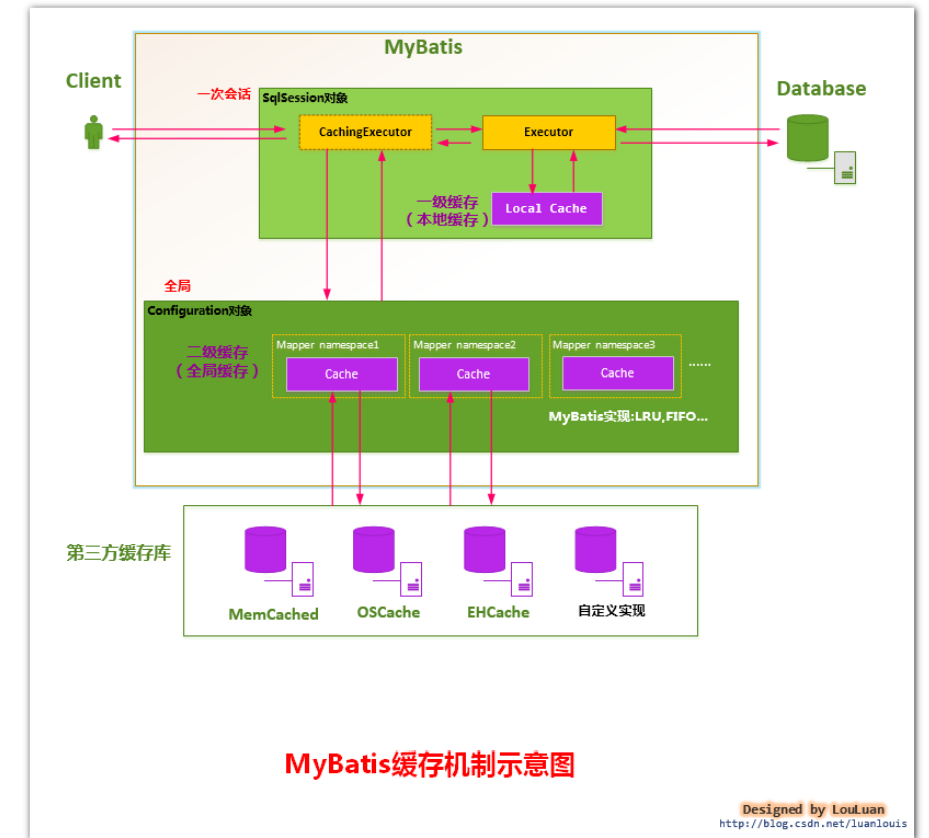 MyBatis
Client
一次会话
SqlSession对象
Database
CachingExecutor
Executor
一级缓存
（本地缓存）
Local Cache
全局
Configuration对象
二级缓存
（全局缓存）
Mapper namespace1
Cache
Mapper namespace2
Cache
Mapper namespace3
Cache
......
MyBatis实现:LRU,FIFO...
第三方缓存库
MemCached
OSCache
EHCache
自定义实现
MyBatis缓存机制示意图
Designed by LouLuan
http://blog.csdn.net/luanlouis